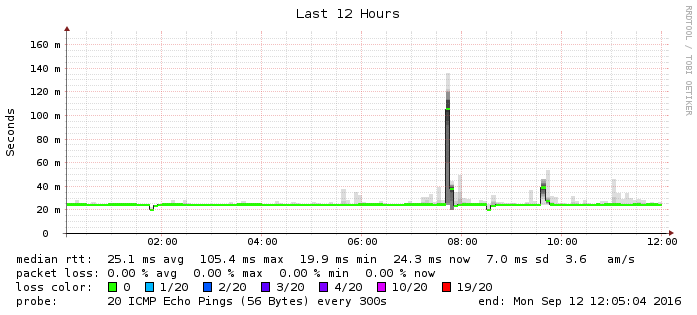 Last 12 Hours
RRDTOOL / TOBI OETIKER
Seconds
160 m
140 m
120 m
100 m
80 m
60 m
40 m
20 m
0
02:00 04:00 06:00 08:00 10:00 12:00
median rtt: 25.1 ms avg 105.4 ms max 19.9 ms min 24.3 ms now 7.0 ms sd 3.6 am/s
packet loss: 0.00 % avg 0.00 % max 0.00 % min 0.00 % now
loss color: 0 1/20 2/20 3/20 4/20 10/20 19/20
probe: 20 ICMP Echo Pings (56 Bytes) every 300s end: Mon Sep 12 12:05:04 2016